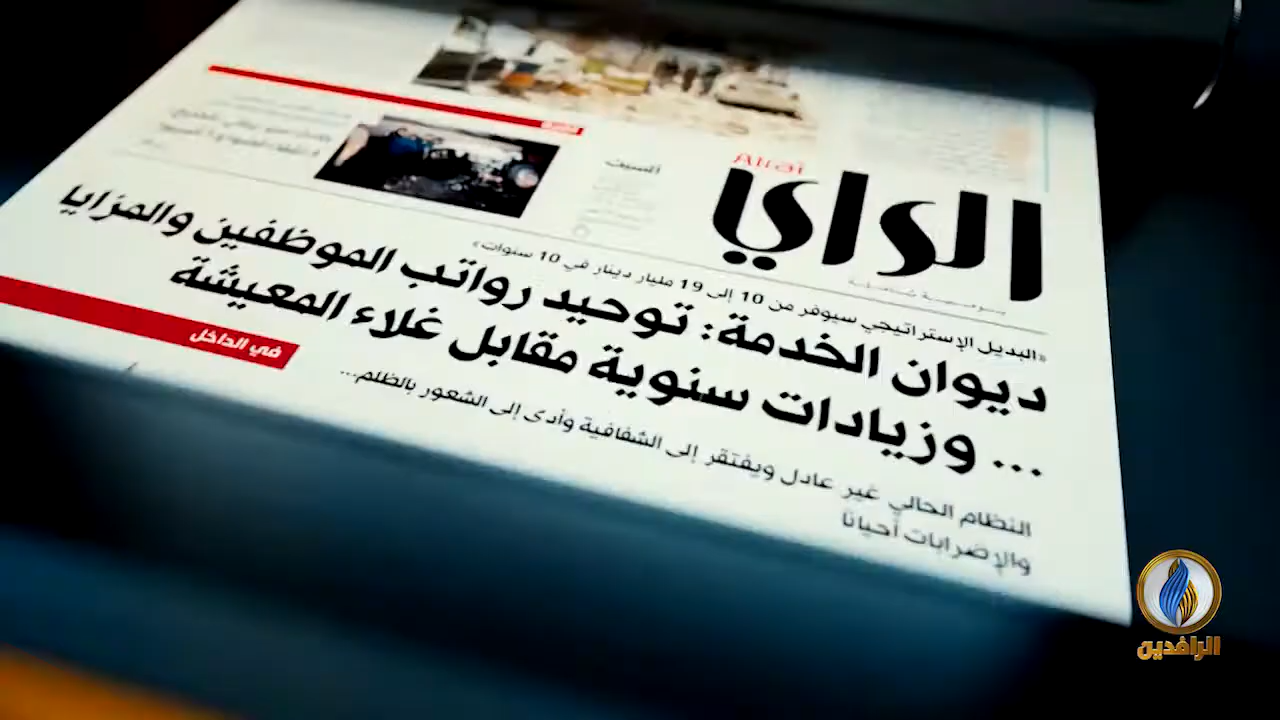 Alrai
الراي
السبت
«البديل الإستراتيجي سيوفر من 10 إلى 19 مليار دينار في 10 سنوات»
ديوان الخدمة: توحيد رواتب الموظفين والمزايا
... وزيادات سنوية مقابل غلاء المعيشة
في الداخل
النظام الحالي غير عادل ويفتقر إلى الشفافية وأدى إلى الشعور بالظلم...
والإضرابات أحياناً
الرافدين